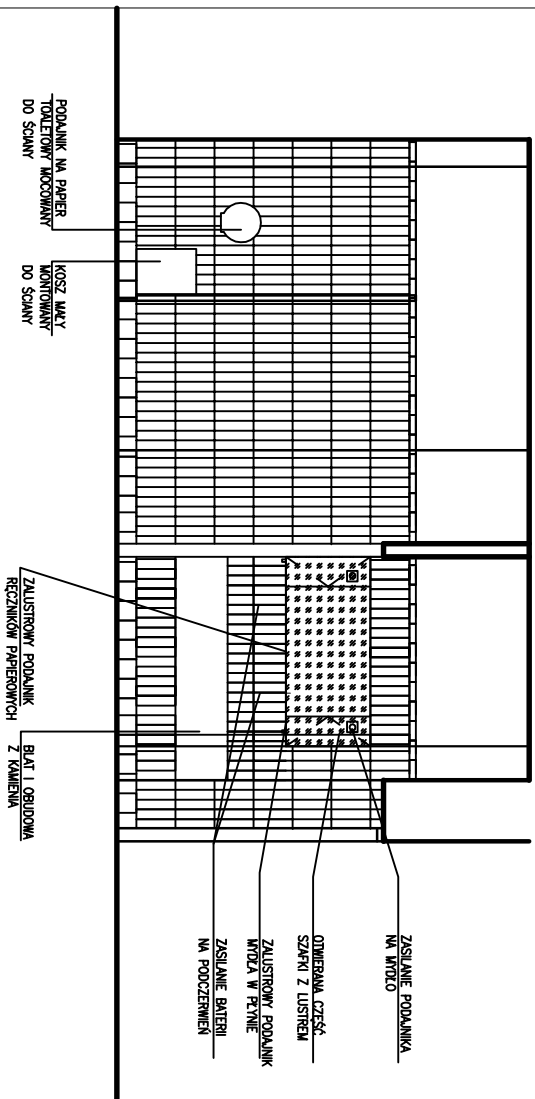 PODAJNIK NA PAPIER
TOALETOWY MOCOWANY
DO ŚCIANY
KOSZ MAŁY
MONTOWANY
DO ŚCIANY
ZALUSTROWY PODAJNIK
RĘCZNIKÓW PAPIEROWYCH
BLAT I OBUDOWA
Z KAMIENIA
ZASILANIE BATERII
NA PODCZERWIEŃ
ZALUSTROWY PODAJNIK
MYDŁA W PŁYNIE
OTWIERANA CZĘŚĆ
SZAFKI Z LUSTREM
ZASILANIE PODAJNIKA
NA MYDŁO